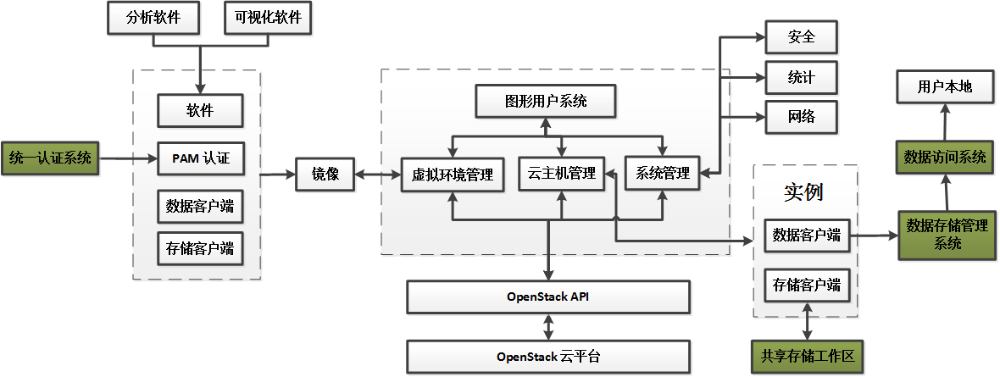 分析软件
可视化软件
软件
统一认证系统
PAM 认证
数据客户端
存储客户端
镜像
图形用户系统
虚拟环境管理
云主机管理
系统管理
OpenStack API
OpenStack 云平台
安全
统计
网络
实例
数据客户端
存储客户端
共享存储工作区
用户本地
数据访问系统
数据存储管理
系统